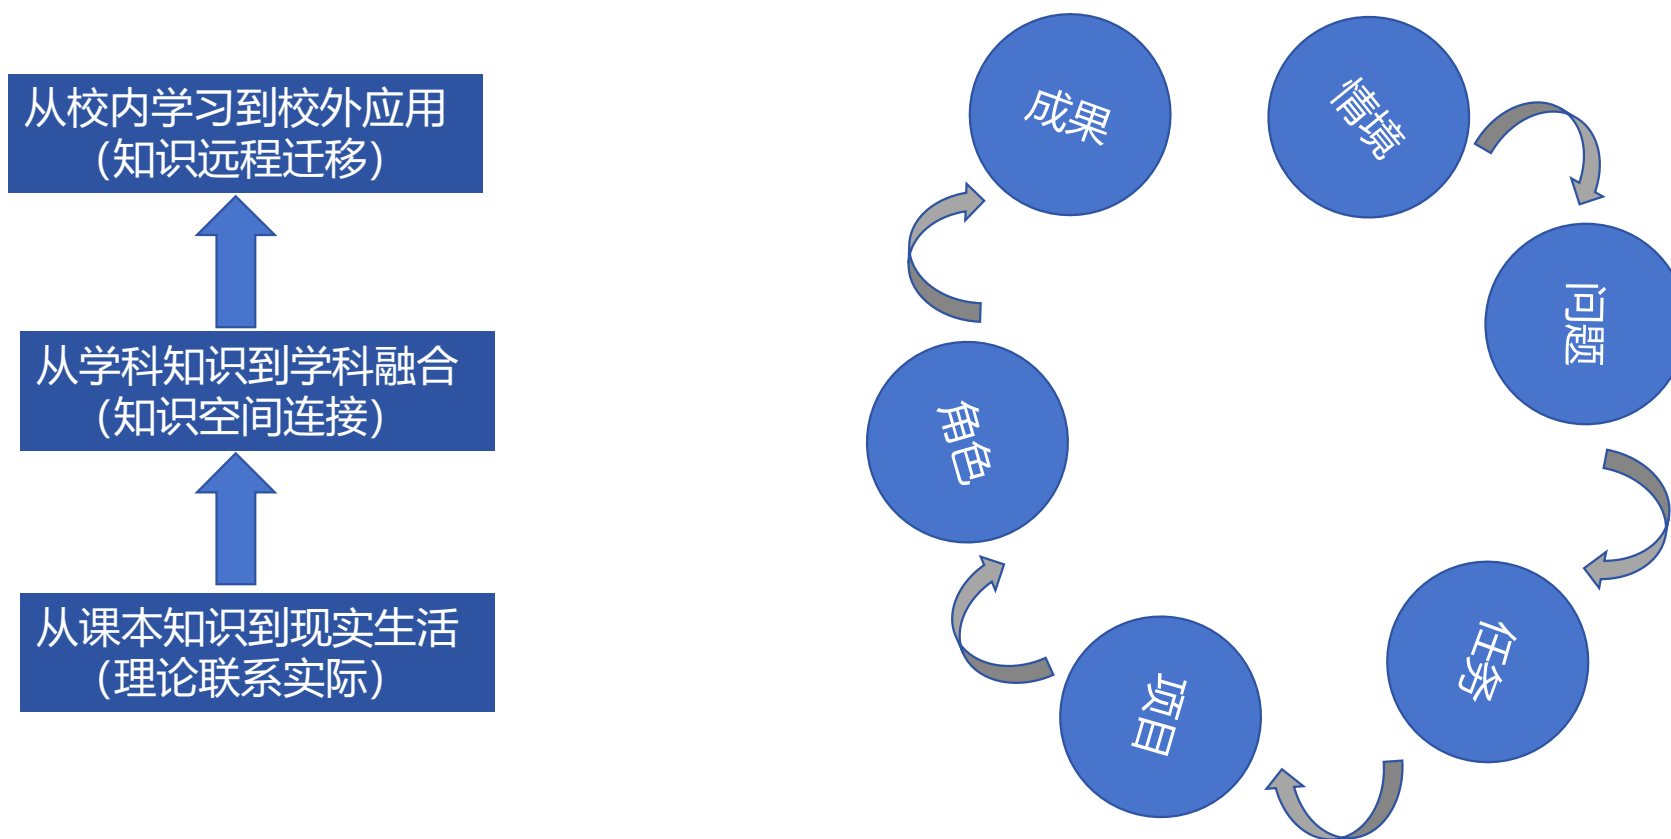 从校内学习到校外应用
（知识远程迁移）
从学科知识到学科融合
（知识空间连接）
从课本知识到现实生活
（理论联系实际）
成果
情境
问题
任务
项目
角色